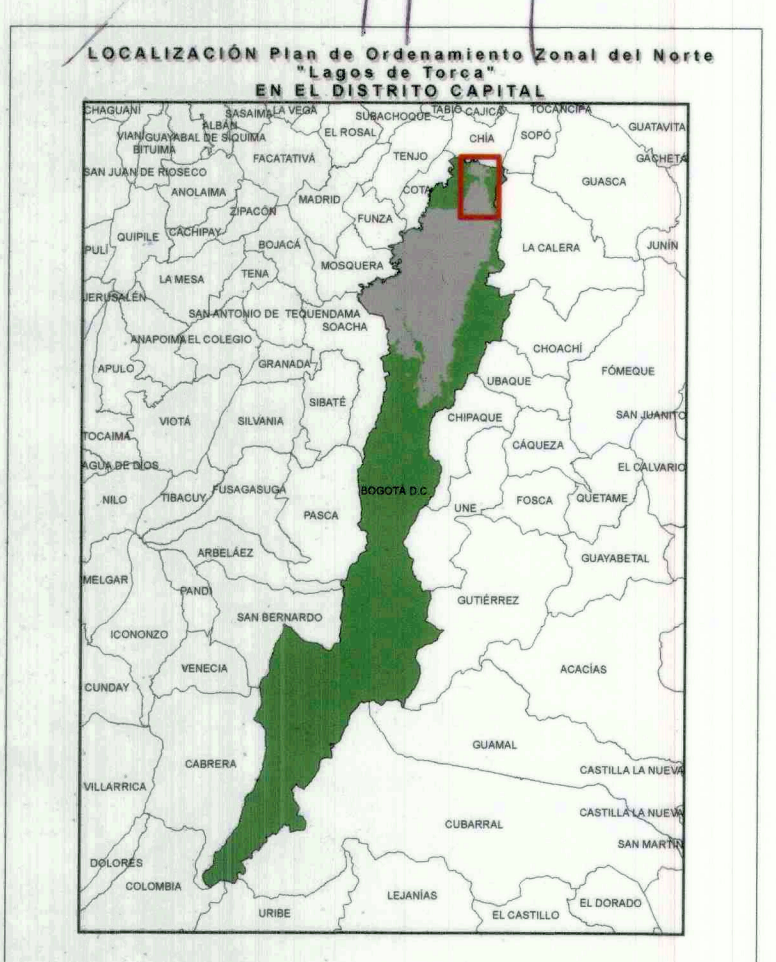 LOCALIZACIÓN Plan de Ordenamiento Zonal del Norte
"Lagos de Torca"
EN EL DISTRITO CAPITAL
CHAGUANÍ
SASAIMA
LA VEGA
SUBACHOQUE
TABIO
CAJICÁ
TOCANCIPÁ
ALBÁN
VIANÍ
GUAYABAL DE SÍQUIMA
EL ROSAL
CHÍA
SOPÓ
GUATAVITA
BITUIMA
FACATATIVÁ
TENJO
GACHETÁ
SAN JUAN DE RIOSECO
ANOLAIMA
MADRID
COTA
GUASCA
ZIPACÓN
FUNZA
PULÍ
QUIPILE
CACHIPAY
BOJACÁ
LA CALERA
JUNÍN
MOSQUERA
LA MESA
TENA
JERUSALÉN
SAN ANTONIO DE TEQUENDAMA
SOACHA
ANAPOIMA
EL COLEGIO
CHOACHÍ
APULO
GRANADA
FÓMEQUE
UBAQUE
SIBATÉ
VIOTÁ
SILVANIA
CHIPAQUE
SAN JUANITO
TOCAIMA
CÁQUEZA
AGUA DE DIOS
EL CALVARIO
NILO
TIBACUY
FUSAGASUGA
BOGOTÁ D.C.
FOSCA
QUETAME
PASCA
UNE
ARBELÁEZ
GUAYABETAL
MELGAR
PANDI
GUTIÉRREZ
SAN BERNARDO
ICONONZO
VENECIA
ACACÍAS
CUNDAY
GUAMAL
CABRERA
CASTILLA LA NUEVA
VILLARRICA
CASTILLA LA NUEVA
CUBARRAL
SAN MARTÍN
DOLORES
COLOMBIA
LEJANÍAS
EL DORADO
URIBE
EL CASTILLO